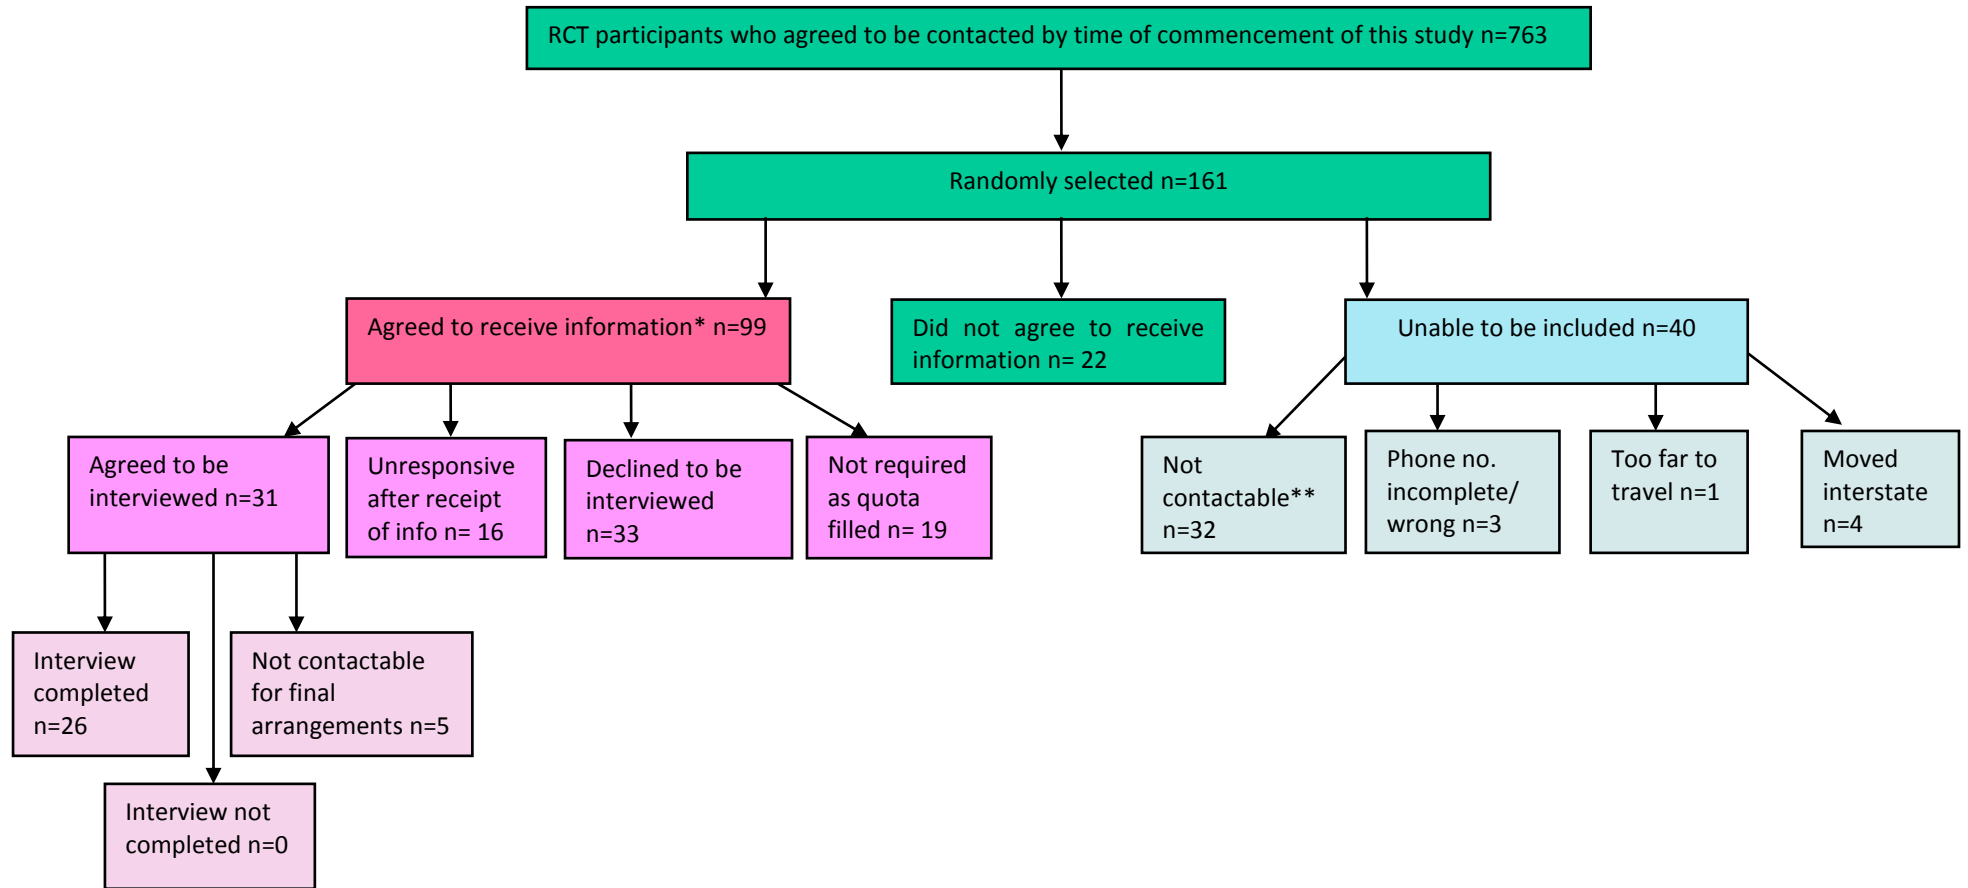 RCT participants who agreed to be contacted by time of commencement of this study n=763
Randomly selected n=161
Agreed to receive information* n=99
Did not agree to receive
information n= 22
Unable to be included n=40
Agreed to be
interviewed n=31
Unresponsive
after receipt
of info n= 16
Declined to be
interviewed
n=33
Not required
as quota
filled n= 19
Not
contactable**
n=32
Phone no.
incomplete/
wrong n=3
Too far to
travel n=1
Moved
interstate
n=4
Interview
completed
n=26
Not contactable
for final
arrangements n=5
Interview not
completed n=0